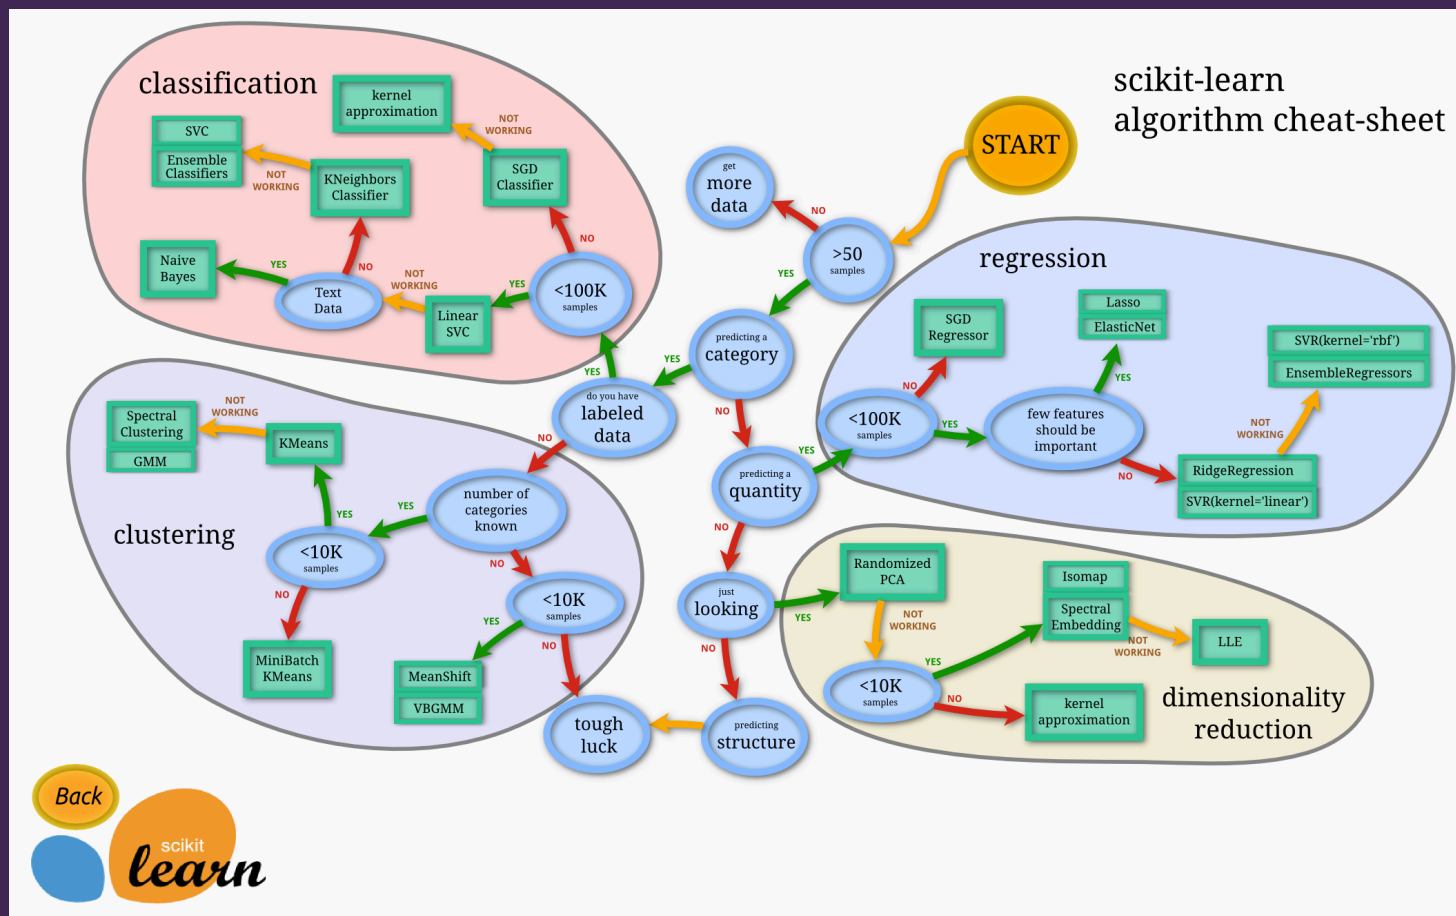 scikit-learn
algorithm cheat-sheet
START
get
more
data
NO
>50
samples
YES
predicting a
category
YES
NO
do you have
labeled
data
YES
NO
predicting a
quantity
YES
NO
just
looking
YES
NO
predicting
structure
tough
luck
classification
kernel
approximation
NOT
WORKING
SVC
Ensemble
Classifiers
NOT
WORKING
KNeighbors
Classifier
SGD
Classifier
NO
Naive
Bayes
YES
NO
Text
Data
NOT
WORKING
Linear
SVC
YES
<100K
samples
regression
SGD
Regressor
NO
<100K
samples
YES
Lasso
ElasticNet
YES
few features
should be
important
NO
SVR(kernel='rbf')
EnsembleRegressors
NOT
WORKING
RidgeRegression
SVR(kernel='linear')
clustering
Spectral
Clustering
GMM
NOT
WORKING
KMeans
YES
<10K
samples
NO
MiniBatch
KMeans
YES
number of
categories
known
NO
<10K
samples
YES
NO
MeanShift
VBGMM
dimensionality
reduction
Randomized
PCA
NOT
WORKING
<10K
samples
YES
NO
Isomap
Spectral
Embedding
NOT
WORKING
LLE
kernel
approximation
Back
scikit
learn